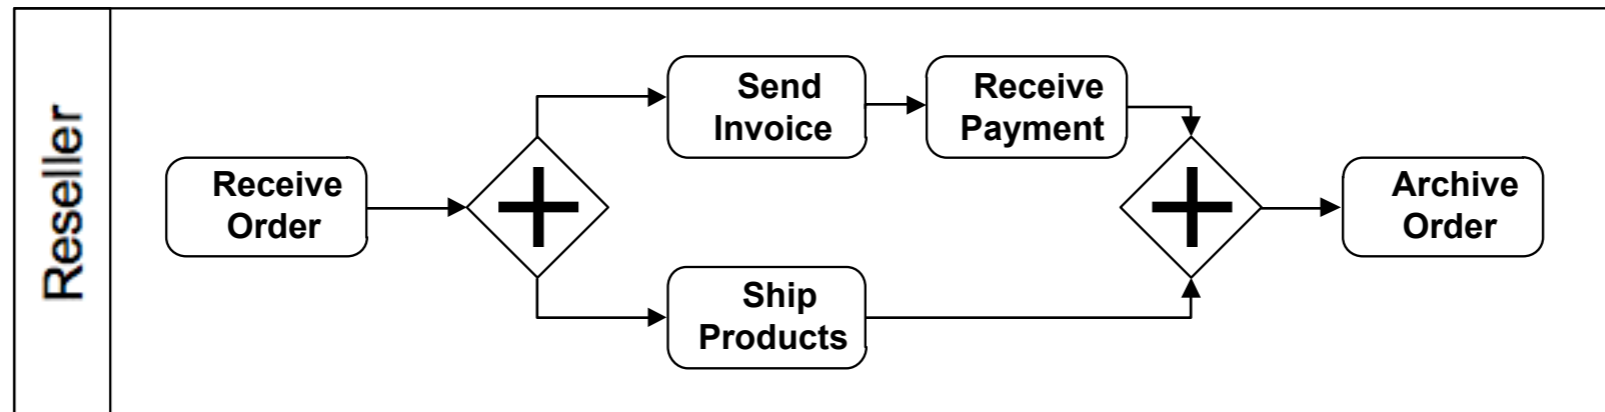 Reseller
Receive
Order
Send
Invoice
Receive
Payment
Ship
Products
Archive
Order